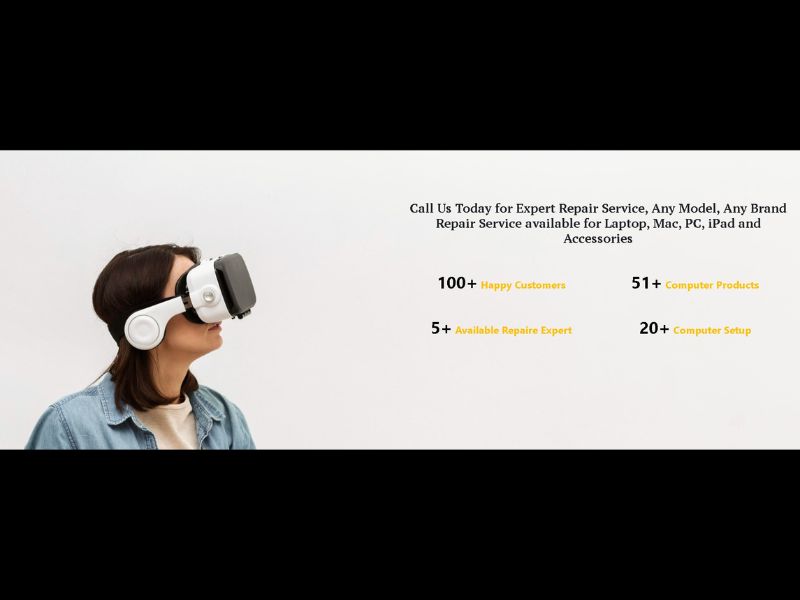 Call Us Today for Expert Repair Service, Any Model, Any Brand
Repair Service available for Laptop, Mac, PC, iPad and
Accessories
100+ Happy Customers
51+ Computer Products
5+ Available Repaire Expert
20+ Computer Setup